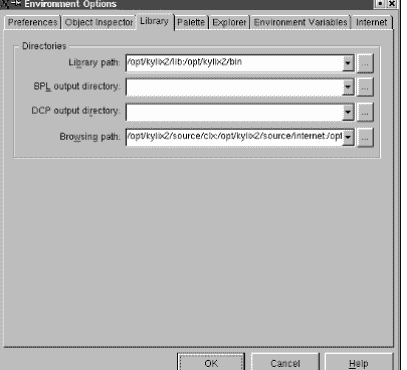 Environment Options
Preferences Object Inspector Library Palette Explorer Environment Variables Internet
Directories
Library path: /opt/kylix2/lib:/opt/kylix2/bin
BPL output directory:
DCP output directory:
Browsing path: /opt/kylix2/source/clx:/opt/kylix2/source/internet:/opt
OK Cancel Help